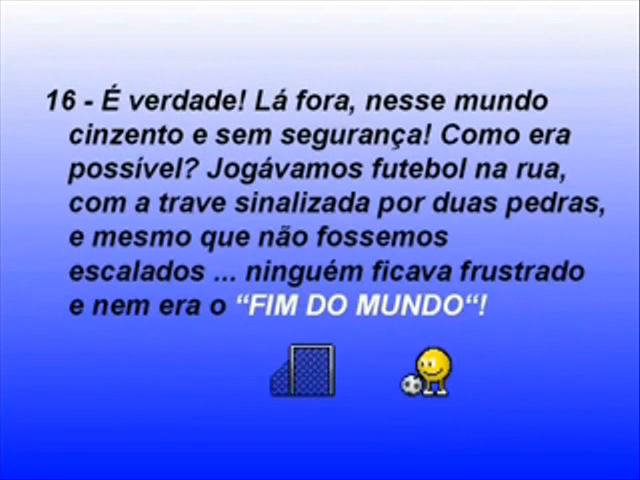 16 - É verdade! Lá fora, nesse mundo
cinzento e sem segurança! Como era
possível? Jogávamos futebol na rua,
com a trave sinalizada por duas pedras,
e mesmo que não fossemos
escalados ... ninguém ficava frustrado
e nem era o “FIM DO MUNDO“!